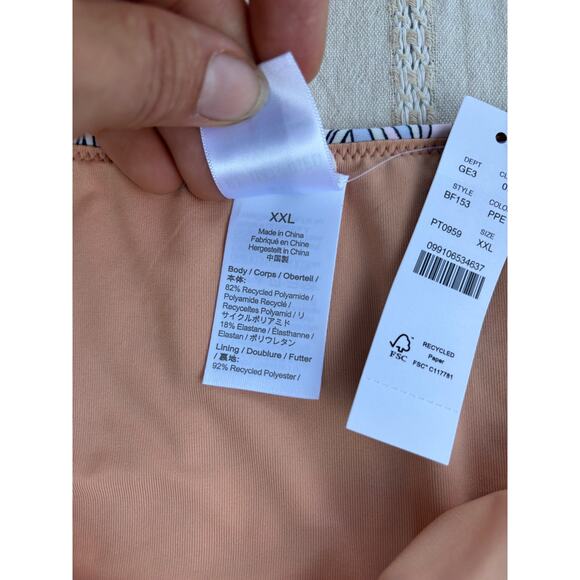 XXL
Made in China
Fabriqué en Chine
Hergestellt in China
中国製
Body / Corps / Oberteil /
本体:
82% Recycled Polyamide /
Polyamide Recyclé /
Recyceltes Polyamid / リ
サイクルポリアミド
18% Elastane / Élasthanne /
Elastan / ポリウレタン
Lining / Doublure / Futter
/ 裏地:
92% Recycled Polyester /
DEPT
GE3
STYLE
BF153
PPE
PT0959
SIZE
XXL
099106534637
FSC
RECYCLED
Paper
FSC® C117781